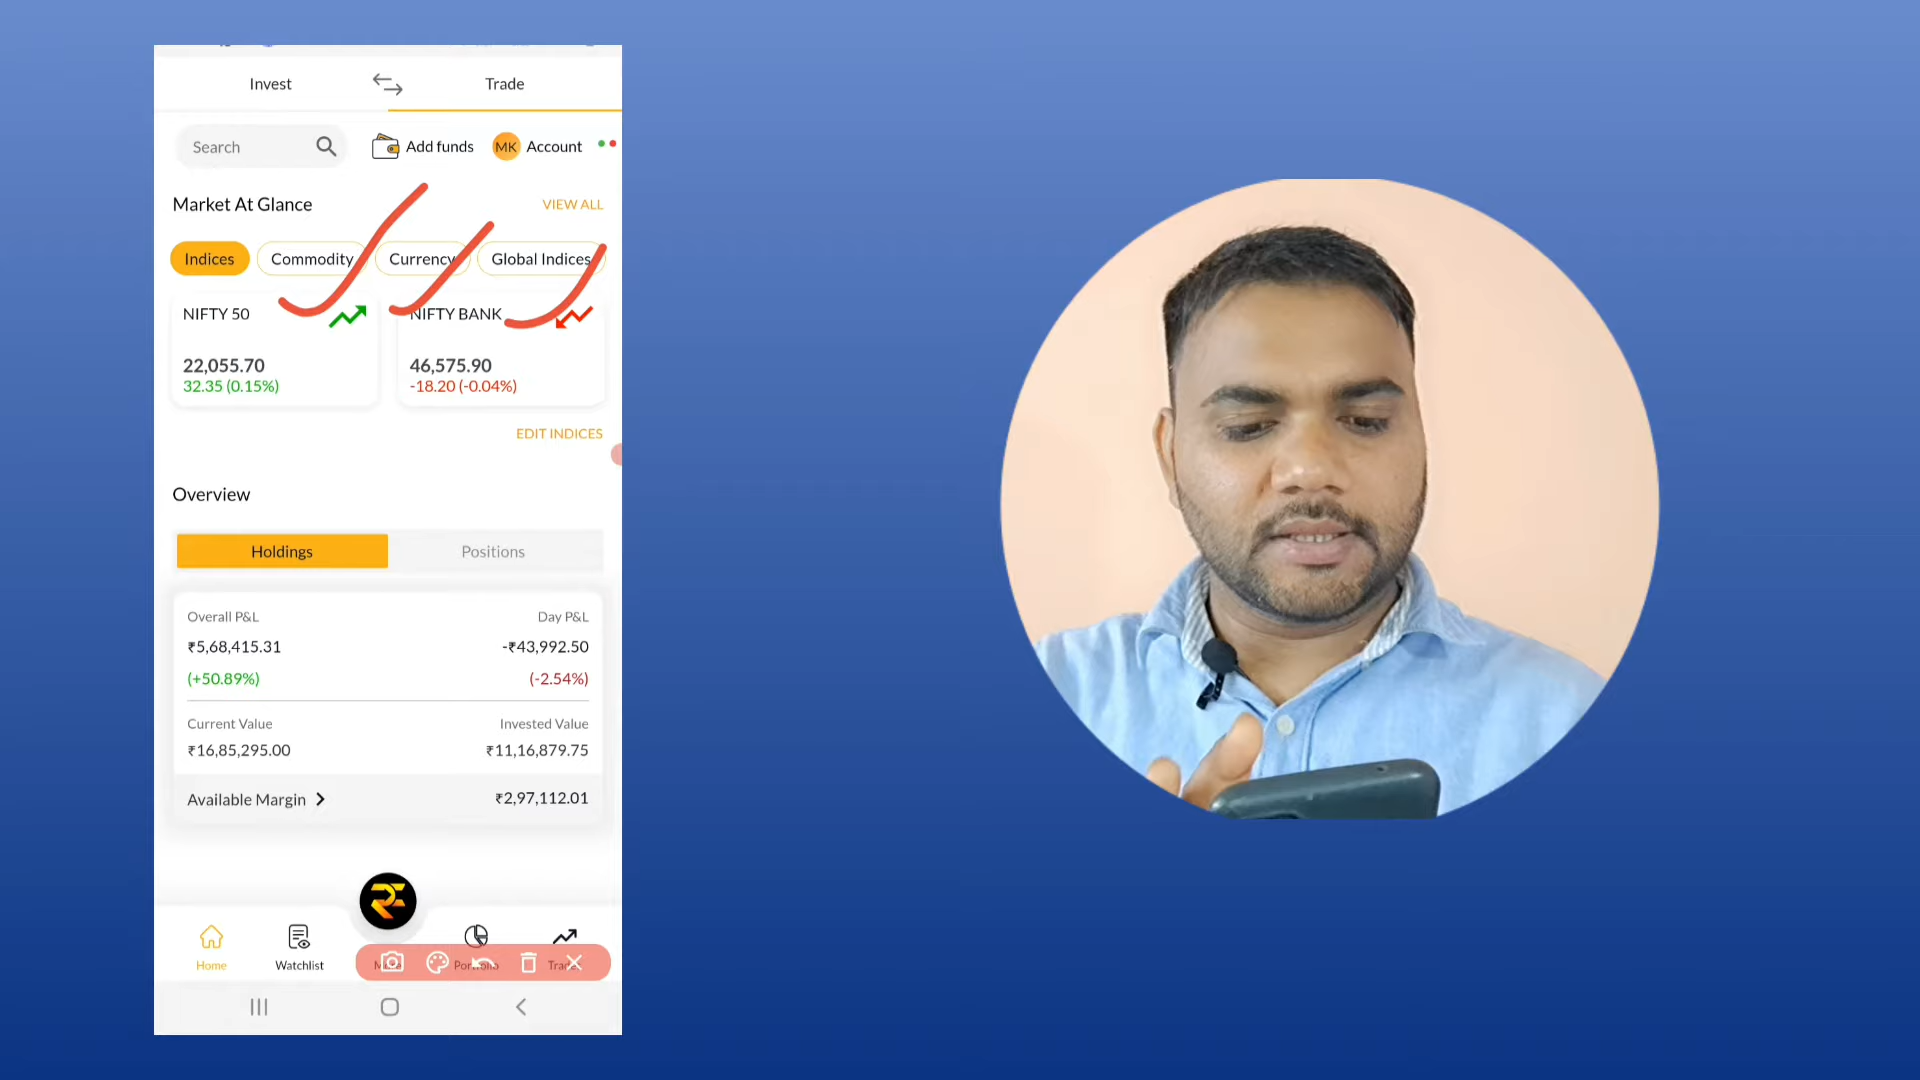 Invest
Trade
Search
Add funds
MK
Account
Market At Glance
VIEW ALL
Indices
Commodity
Currency
Global Indices
NIFTY 50
NIFTY BANK
22,055.70
46,575.90
32.35 (0.15%)
-18.20 (-0.04%)
EDIT INDICES
Overview
Holdings
Positions
Overall P&L
Day P&L
₹5,68,415.31
-₹43,992.50
(+50.89%)
(-2.54%)
Current Value
Invested Value
₹16,85,295.00
₹11,16,879.75
Available Margin
₹2,97,112.01
Home
Watchlist
Portfolio